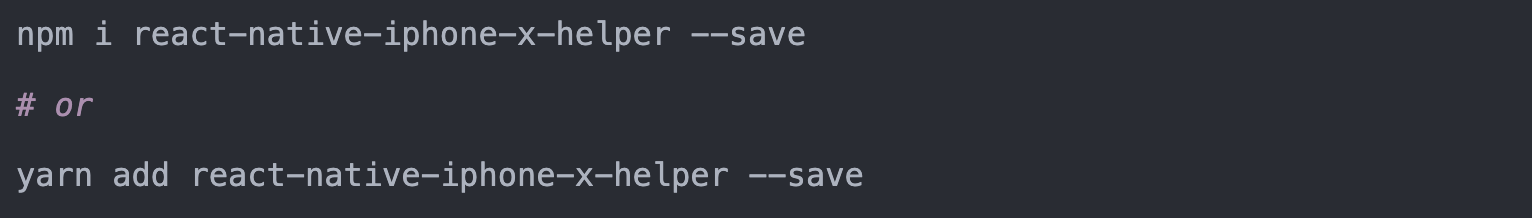 npm i react-native-iphone-x-helper --save
# or
yarn add react-native-iphone-x-helper --save